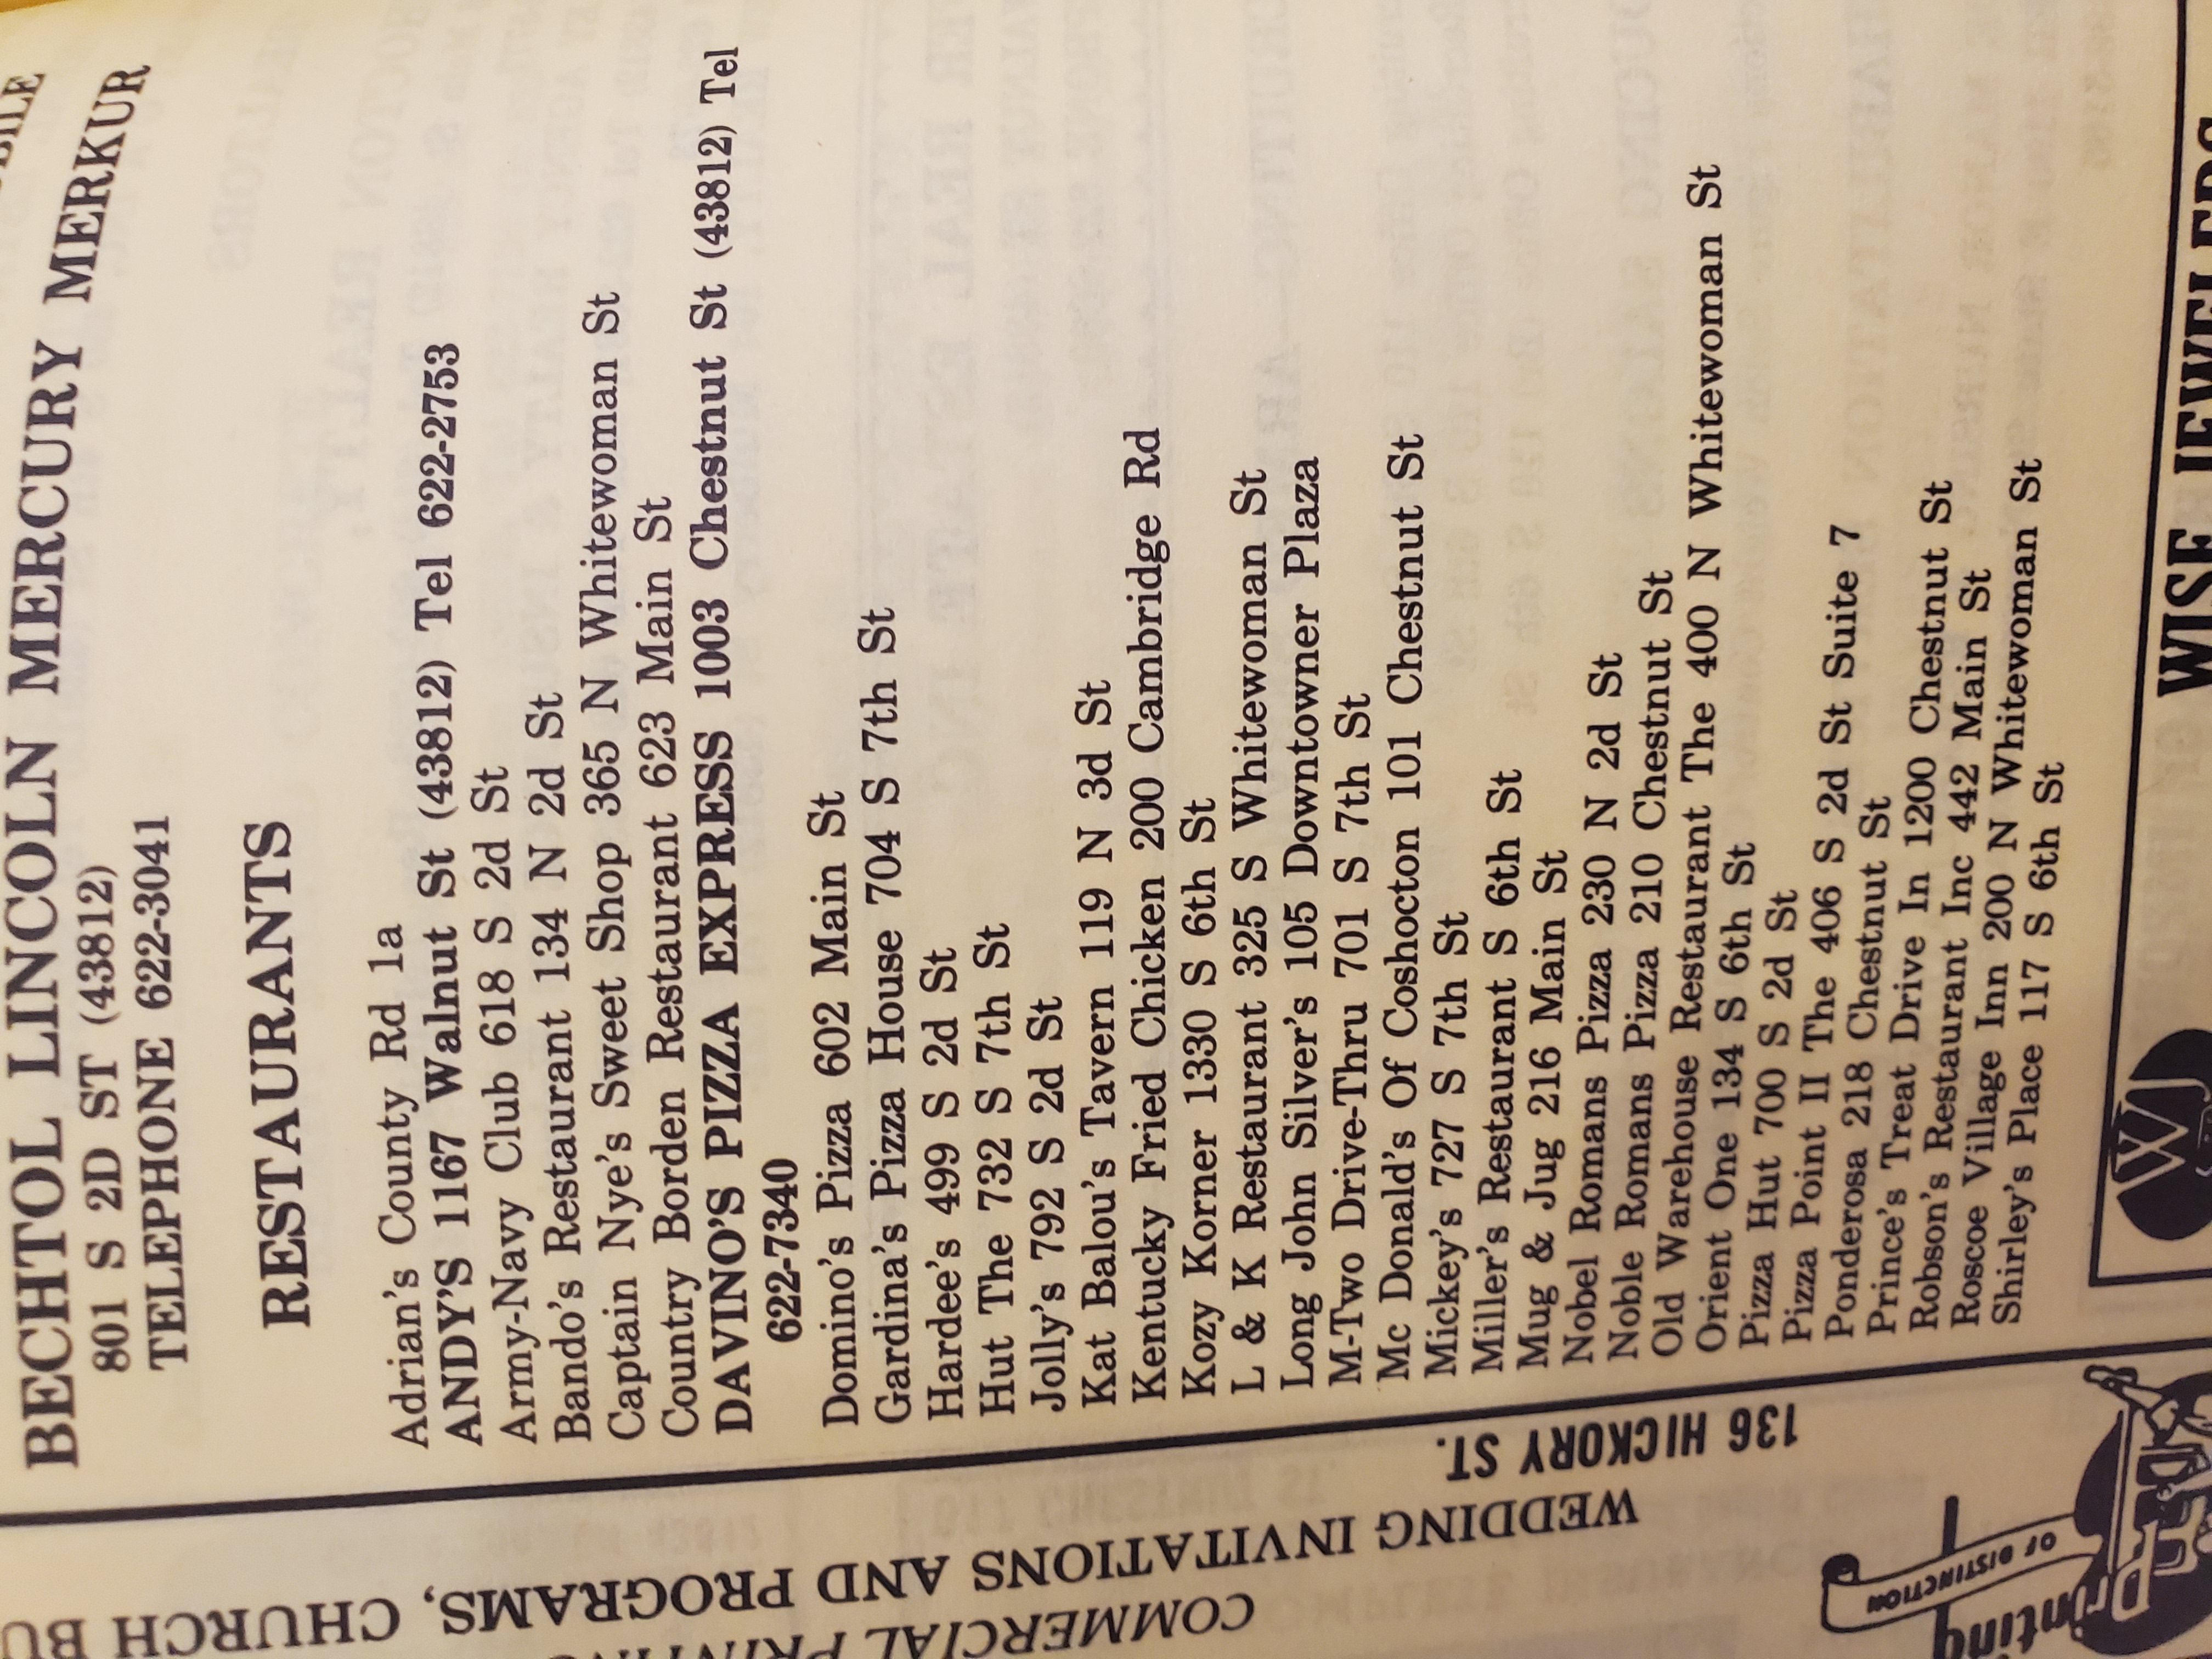 BECHTOL LINCOLN MERCURY MERKUR
801 S 2D ST (43812)
TELEPHONE 622-3041
RESTAURANTS
Adrian's County Rd 1a
ANDY'S 1167 Walnut St (43812) Tel 622-2753
Army-Navy Club 618 S 2d St
Bando's Restaurant 134 N 2d St
Captain Nye's Sweet Shop 365 N Whitewoman St
Country Borden Restaurant 623 Main St
DAVINO'S PIZZA EXPRESS 1003 Chestnut St (43812) Tel
622-7340
Domino's Pizza 602 Main St
Gardina's Pizza House 704 S 7th St
Hardee's 499 S 2d St
Hut The 732 S 7th St
Jolly's 792 S 2d St
Kat Balou's Tavern 119 N 3d St
Kentucky Fried Chicken 200 Cambridge Rd
Kozy Korner 1330 S 6th St
L & K Restaurant 325 S Whitewoman St
Long John Silver's 105 Downtowner Plaza
M-Two Drive-Thru 701 S 7th St
Mc Donald's Of Coshocton 101 Chestnut St
Mickey's 727 S 7th St
Miller's Restaurant S 6th St
Mug & Jug 216 Main St
Nobel Romans Pizza 230 N 2d St
Noble Romans Pizza 210 Chestnut St
Old Warehouse Restaurant The 400 N Whitewoman St
Orient One 134 S 6th St
Pizza Hut 700 S 2d St
Pizza Point II The 406 S 2d St Suite 7
Ponderosa 218 Chestnut St
Prince's Treat Drive In 1200 Chestnut St
Robson's Restaurant Inc 442 Main St
Roscoe Village Inn 200 N Whitewoman St
Shirley's Place 117 S 6th St
WJ
WISE JEWELERS
136 HICKORY ST.
WEDDING INVITATIONS AND PROGRAMS, CHURCH BU
COMMERCIAL PRINTING
Printing
OF DISTINCTION